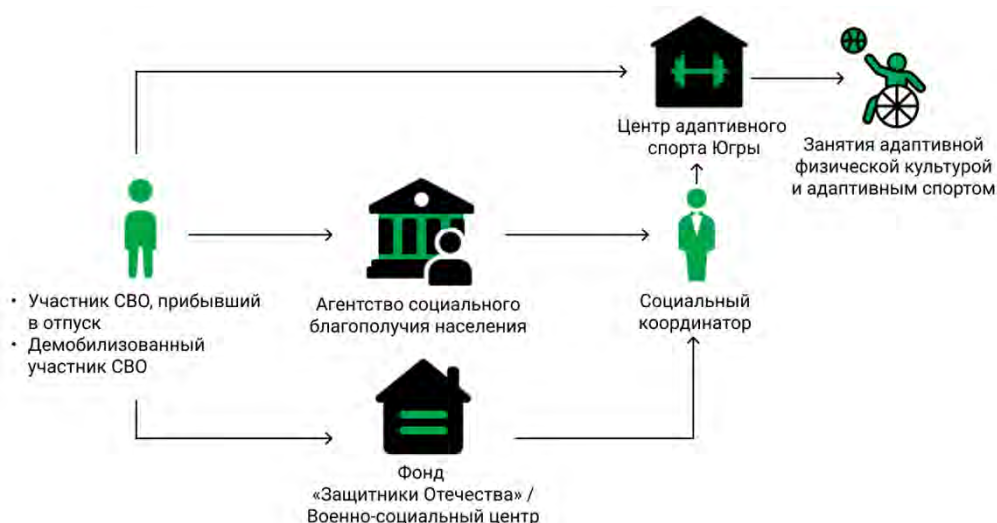 Центр адаптивного
спорта Югры
Занятия адаптивной
физической культурой
и адаптивным спортом
• Участник СВО, прибывший
в отпуск
• Демобилизованный
участник СВО
Агентство социального
благополучия населения
Социальный
координатор
Фонд
«Защитники Отечества» /
Военно-социальный центр